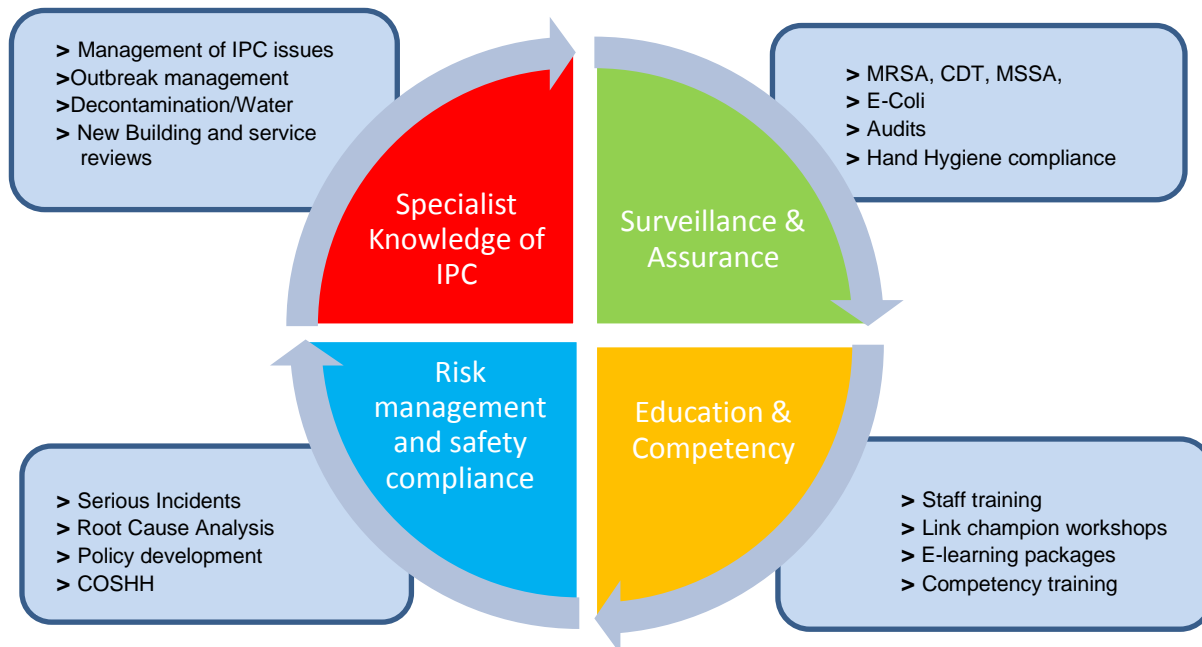 > Management of IPC issues
>Outbreak management
>Decontamination/Water
> New Building and service
reviews
> MRSA, CDT, MSSA,
> E-Coli
> Audits
> Hand Hygiene compliance
Specialist
Knowledge of
IPC
Surveillance &
Assurance
Risk
management
and safety
compliance
Education &
Competency
> Serious Incidents
> Root Cause Analysis
> Policy development
> COSHH
> Staff training
> Link champion workshops
> E-learning packages
> Competency training